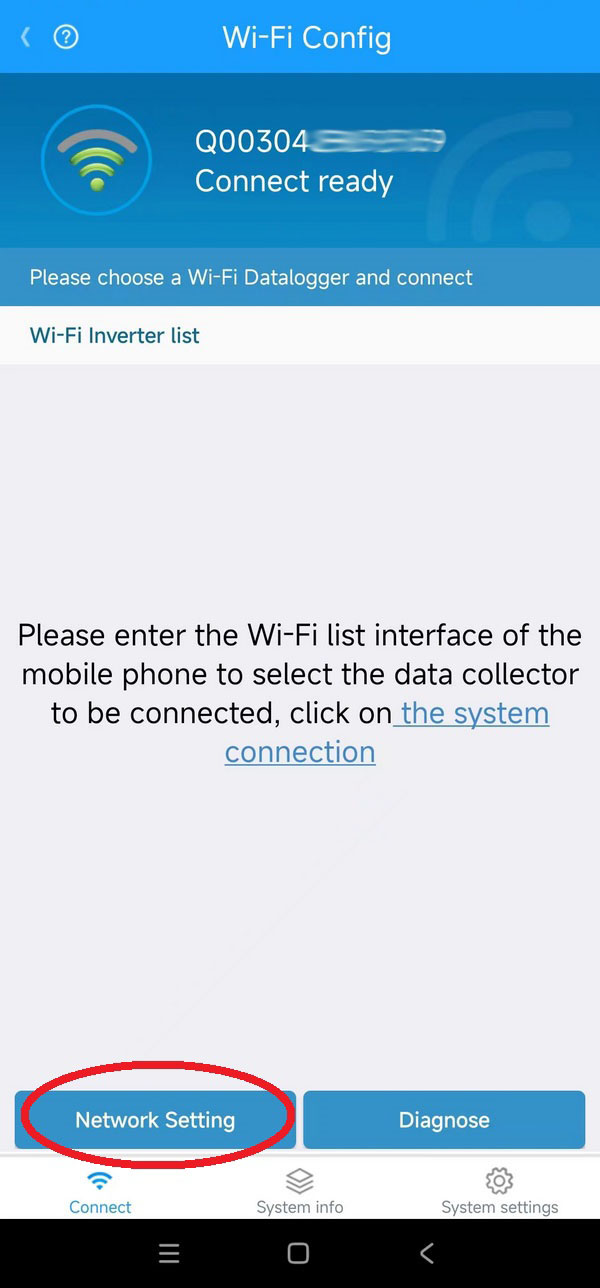 Wi-Fi Config
Q00304
Connect ready
Please choose a Wi-Fi Datalogger and connect
Wi-Fi Inverter list
Please enter the Wi-Fi list interface of the
mobile phone to select the data collector
to be connected, click on the system
connection
Network Setting
Diagnose
Connect
System info
System settings